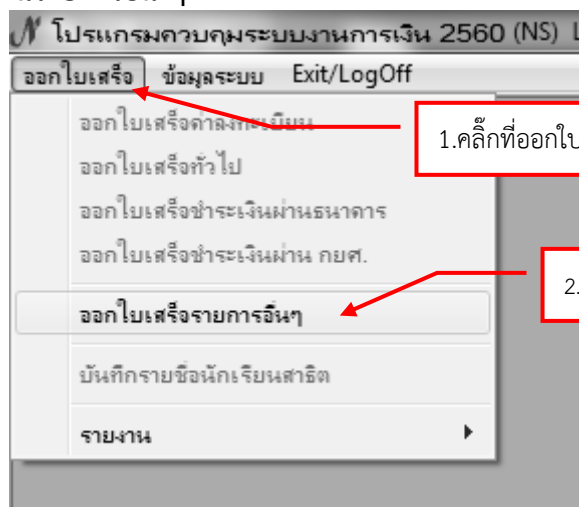 โปรแกรมควบคุมระบบงานการเงิน 2560 (NS)
ออกใบเสร็จ ข้อมูลระบบ Exit/LogOff
ออกใบเสร็จค่าลงทะเบียน
1.คลิ๊กที่ออกใบ
ออกใบเสร็จทั่วไป
ออกใบเสร็จชำระเงินผ่านธนาคาร
ออกใบเสร็จชำระเงินผ่าน กยศ.
2.
ออกใบเสร็จรายการอื่นๆ
บันทึกรายชื่อนักเรียนสาธิต
รายงาน